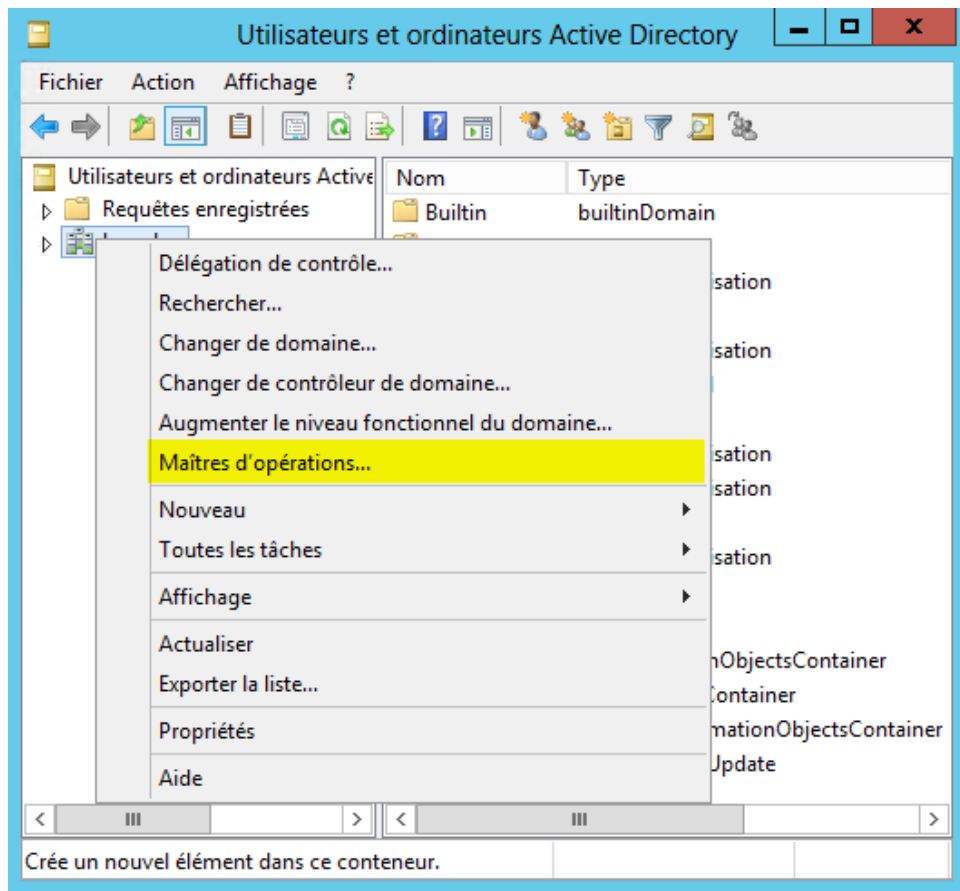 Utilisateurs et ordinateurs Active Directory
Fichier Action Affichage ?
Utilisateurs et ordinateurs Active
Nom Type
Requêtes enregistrées
Builtin builtinDomain
Délégation de contrôle...
isation
Rechercher...
Changer de domaine...
isation
Changer de contrôleur de domaine...
Augmenter le niveau fonctionnel du domaine...
Maîtres d'opérations...
isation
isation
Nouveau
Toutes les tâches
isation
Affichage
Actualiser
nObjectsContainer
Exporter la liste...
Container
Propriétés
mationObjectsContainer
Update
Aide
Crée un nouvel élément dans ce conteneur.